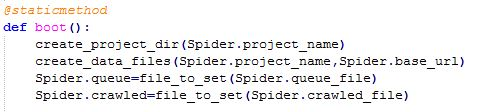 @staticmethod
def boot():
    create_project_dir(Spider.project_name)
    create_data_files(Spider.project_name,Spider.base_url)
    Spider.queue=file_to_set(Spider.queue_file)
    Spider.crawled=file_to_set(Spider.crawled_file)